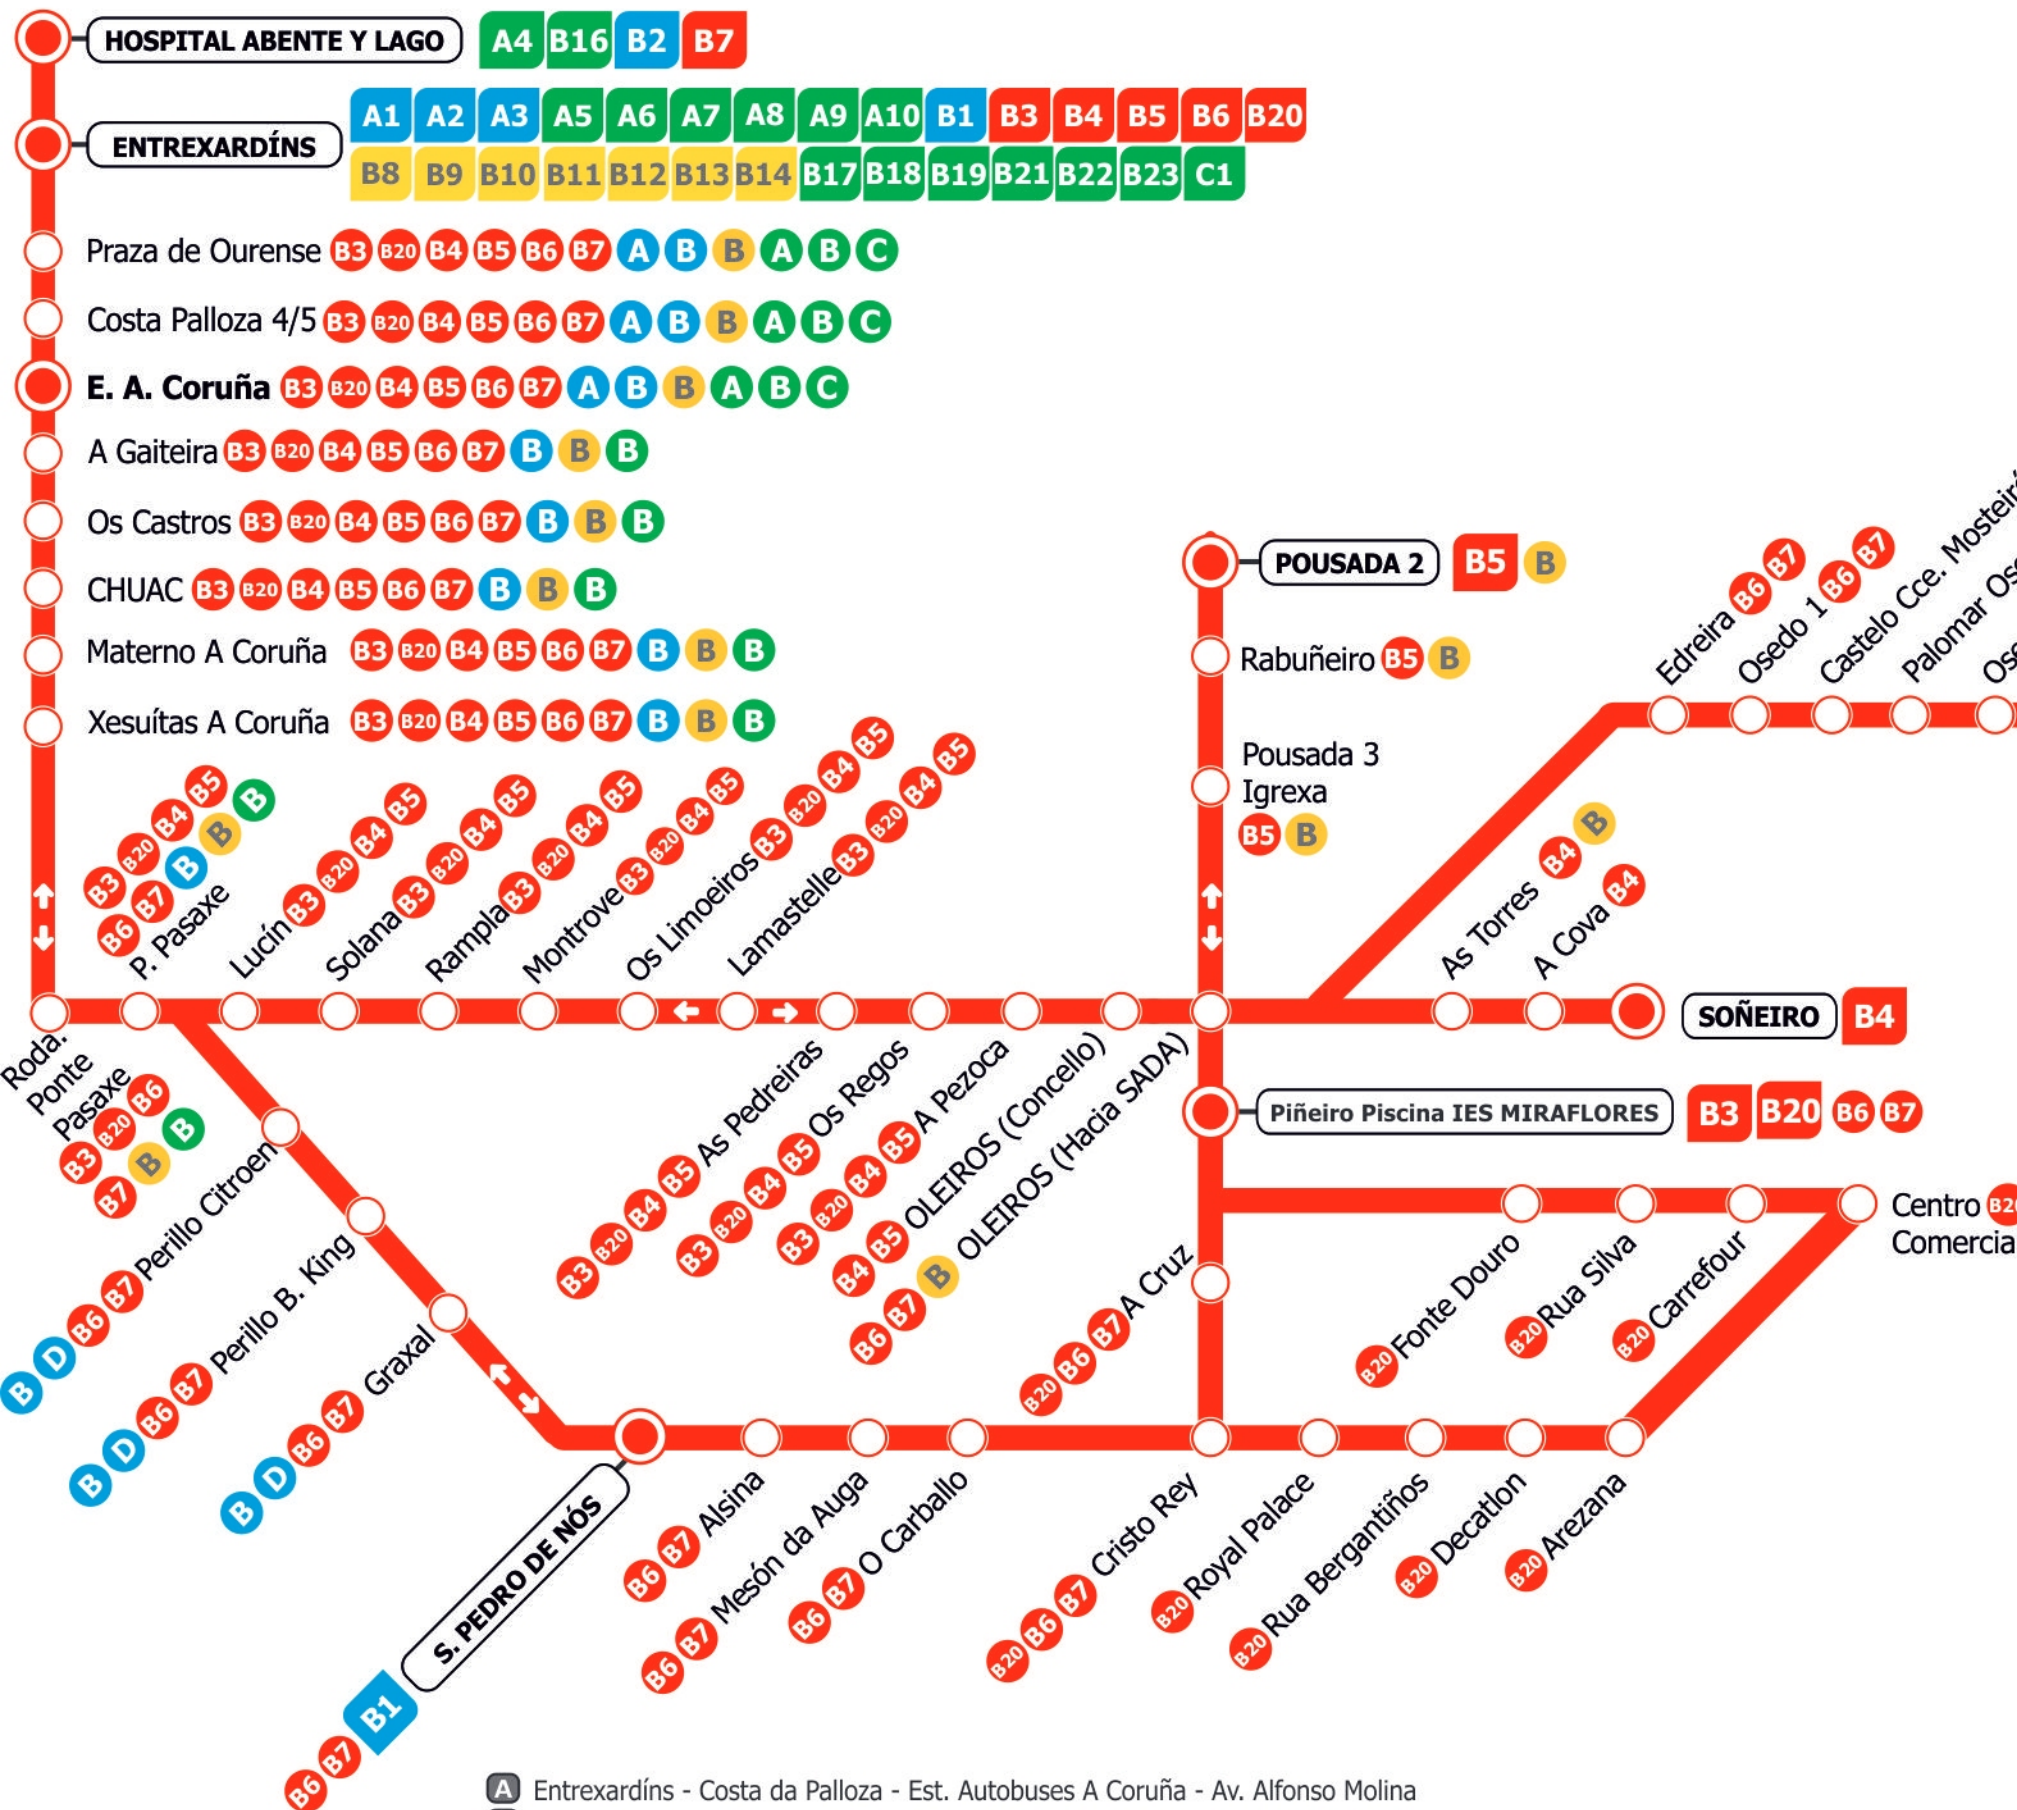 HOSPITAL ABENTE Y LAGO A4 B16 B2 B7
A1 A2 A3 A5 A6 A7 A8 A9 A10 B1 B3 B4 B5 B6 B20
ENTREXARDÍNS
B8 B9 B10 B11 B12 B13 B14 B17 B18 B19 B21 B22 B23 C1
Praza de Ourense B3 B20 B4 B5 B6 B7 A B B A B C
Costa Palloza 4/5 B3 B20 B4 B5 B6 B7 A B B A B C
E. A. Coruña B3 B20 B4 B5 B6 B7 A B B A B C
A Gaiteira B3 B20 B4 B5 B6 B7 B B B
Os Castros B3 B20 B4 B5 B6 B7 B B B
CHUAC B3 B20 B4 B5 B6 B7 B B B
Materno A Coruña B3 B20 B4 B5 B6 B7 B B B
Xesuítas A Coruña B3 B20 B4 B5 B6 B7 B B B
POUSADA 2 B5 B
Rabuñeiro B5 B
Pousada 3
Igrexa
B5 B
Edreira B6 B7
Osedo 1 B6 B7
Castelo Cce.
Palomar
B3 B20 B4 B5
B6 B7 B B B
P. Pasaxe
Lucín B3 B20 B4 B5
Solana B3 B20 B4 B5
Rampla B3 B20 B4 B5
Montrove B3 B20 B4 B5
Os Limoeiros B3 B20 B4 B5
Lamastelle B3 B20 B4 B5
As Torres B4 B
A Cova B4
SOÑEIRO B4
Roda.
Ponte
Pasaxe
B3 B20 B6
B7 B B
B3 B20 B4 B5 As Pedreiras
B3 B20 B4 B5 Os Regos
B3 B20 B4 B5 A Pezoca
B4 B5 OLEIROS (Concello)
B6 B7 B OLEIROS (Hacia SADA)
Piñeiro Piscina IES MIRAFLORES B3 B20 B6 B7
B D B6 B7 Perillo Citroen
B D B6 B7 Perillo B. King
B D B6 B7 Graxal
B20 B6 B7 A Cruz
B20 Fonte Douro
B20 Rua Silva
B20 Carrefour
Centro
B6 B7 B1 S. PEDRO DE NÓS
B6 B7 Alsina
B6 B7 Mesón da Auga
B6 B7 O Carballo
B20 B6 B7 Cristo Rey
B20 Royal Palace
B20 Rua Bergantiños
B20 Decatlon
B20 Arezana
A Entrexardíns - Costa da Palloza - Est. Autobuses A Coruña - Av. Alfonso Molina